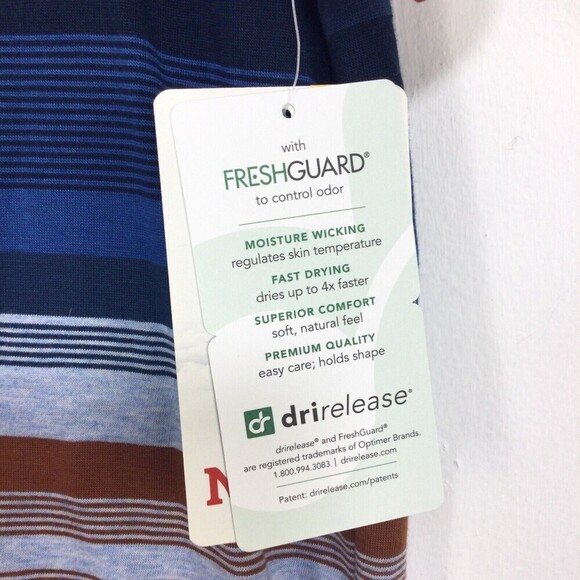 with
FRESHGUARD®
to control odor
MOISTURE WICKING
regulates skin temperature
FAST DRYING
dries up to 4x faster
SUPERIOR COMFORT
soft, natural feel
PREMIUM QUALITY
easy care; holds shape
dr drirelease®
drirelease® and FreshGuard®
are registered trademarks of Optimer Brands.
1.800.994.3083 | drirelease.com
Patent: drirelease.com/patents
N